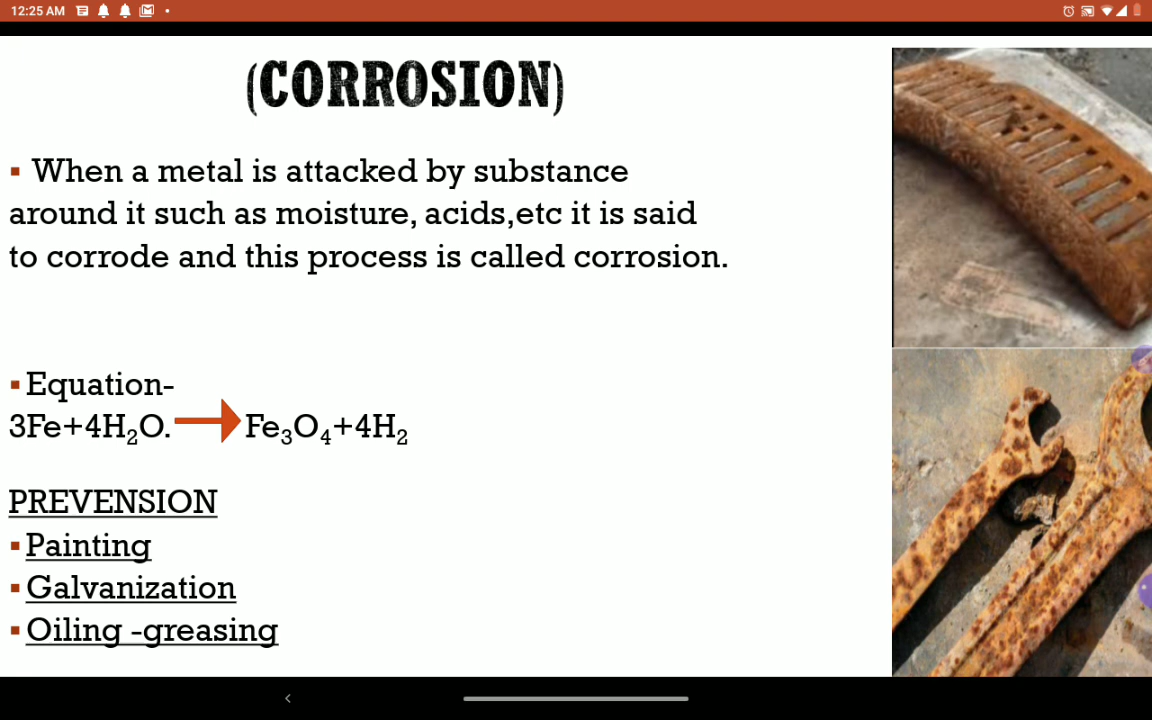 12:25 AM
(CORROSION)
▪ When a metal is attacked by substance
around it such as moisture, acids,etc it is said
to corrode and this process is called corrosion.
▪Equation-
3Fe+4H₂O. → Fe₃O₄+4H₂
PREVENSION
▪Painting
▪Galvanization
▪Oiling -greasing